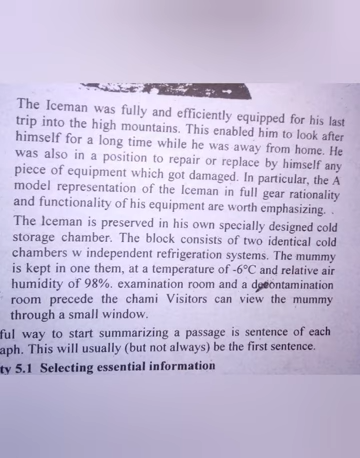 The Iceman was fully and efficiently equipped for his last
trip into the high mountains. This enabled him to look after
himself for a long time while he was away from home. He
was also in a position to repair or replace by himself any
piece of equipment which got damaged. In particular, the A
model representation of the Iceman in full gear rationality
and functionality of his equipment are worth emphasizing. .
The Iceman is preserved in his own specially designed cold
storage chamber. The block consists of two identical cold
chambers w independent refrigeration systems. The mummy
is kept in one them, at a temperature of -6°C and relative air
humidity of 98%. examination room and a decontamination
room precede the chami Visitors can view the mummy
through a small window.
ful way to start summarizing a passage is sentence of each
aph. This will usually (but not always) be the first sentence.
ty 5.1 Selecting essential information